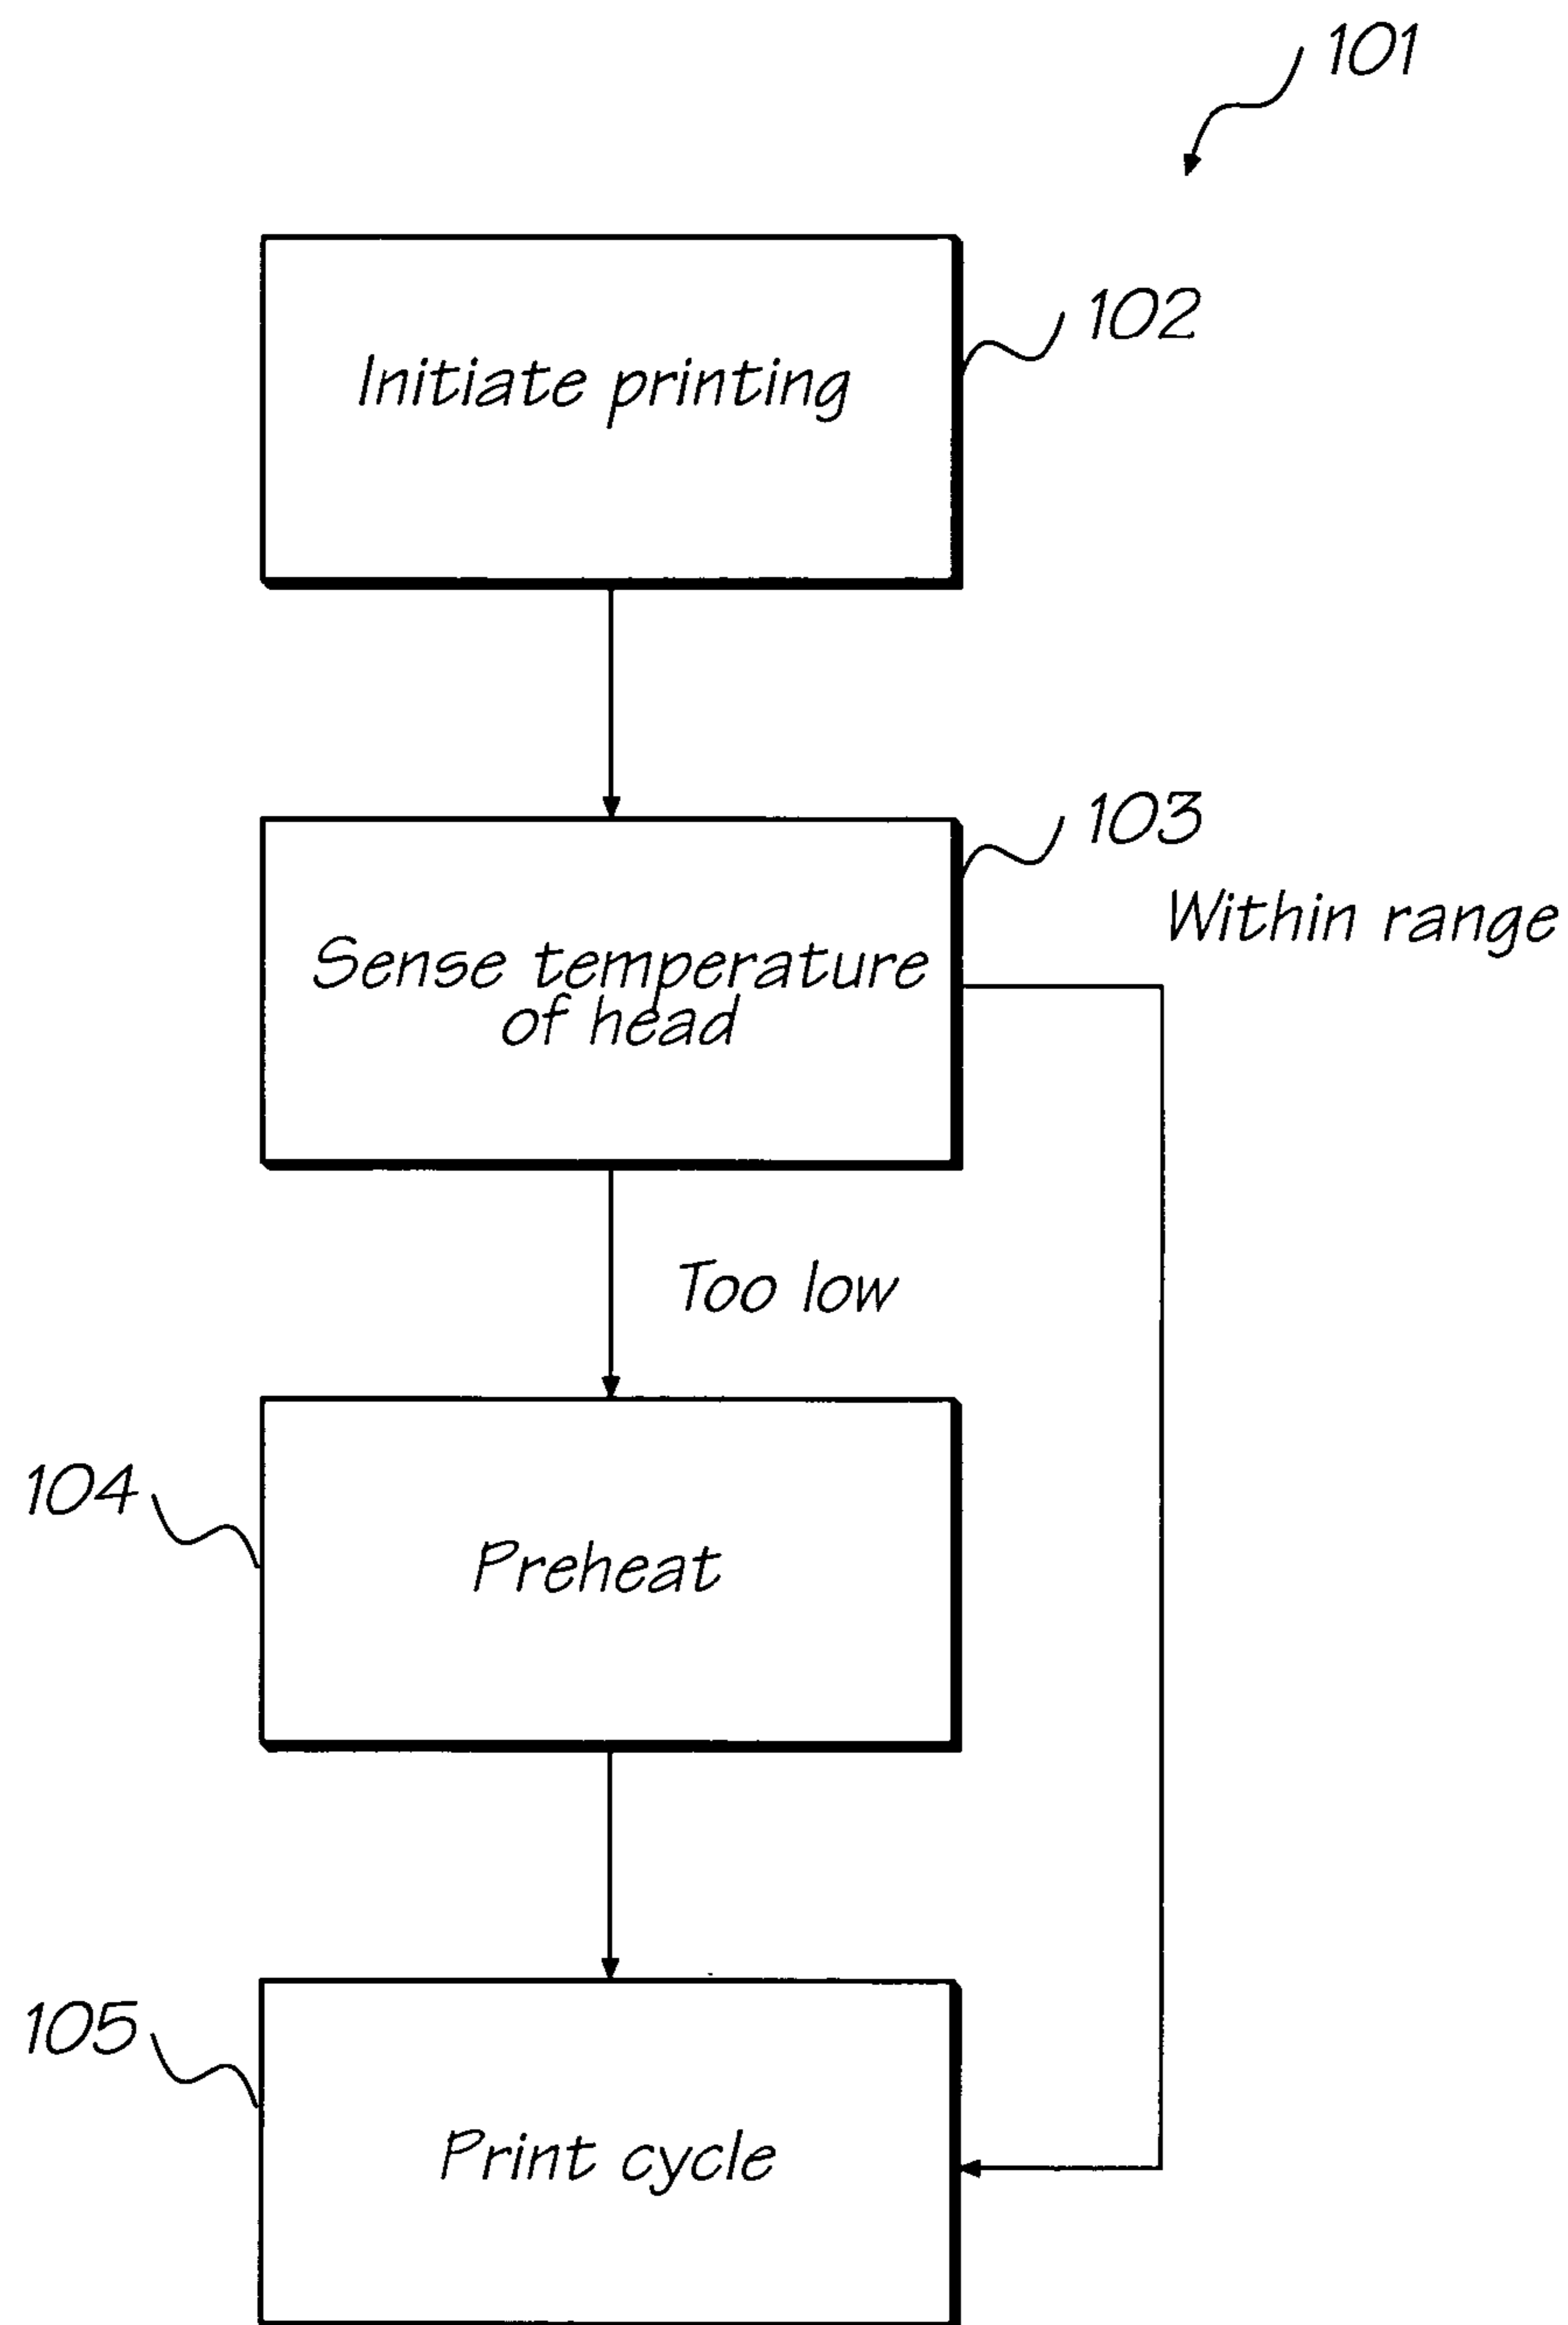 101
Initiate printing
102
103
Within range
Sense temperature
of head
Too low
104
Preheat
105
Print cycle